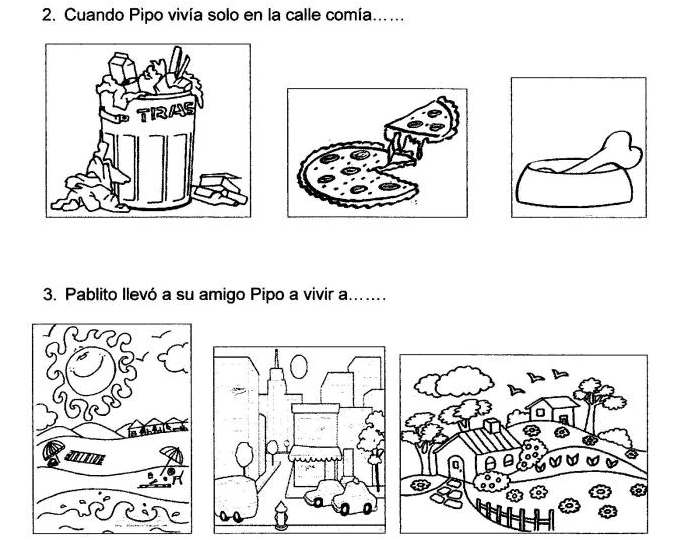 2. Cuando Pipo vivía solo en la calle comía……
TRAS
3. Pablito llevó a su amigo Pipo a vivir a…….